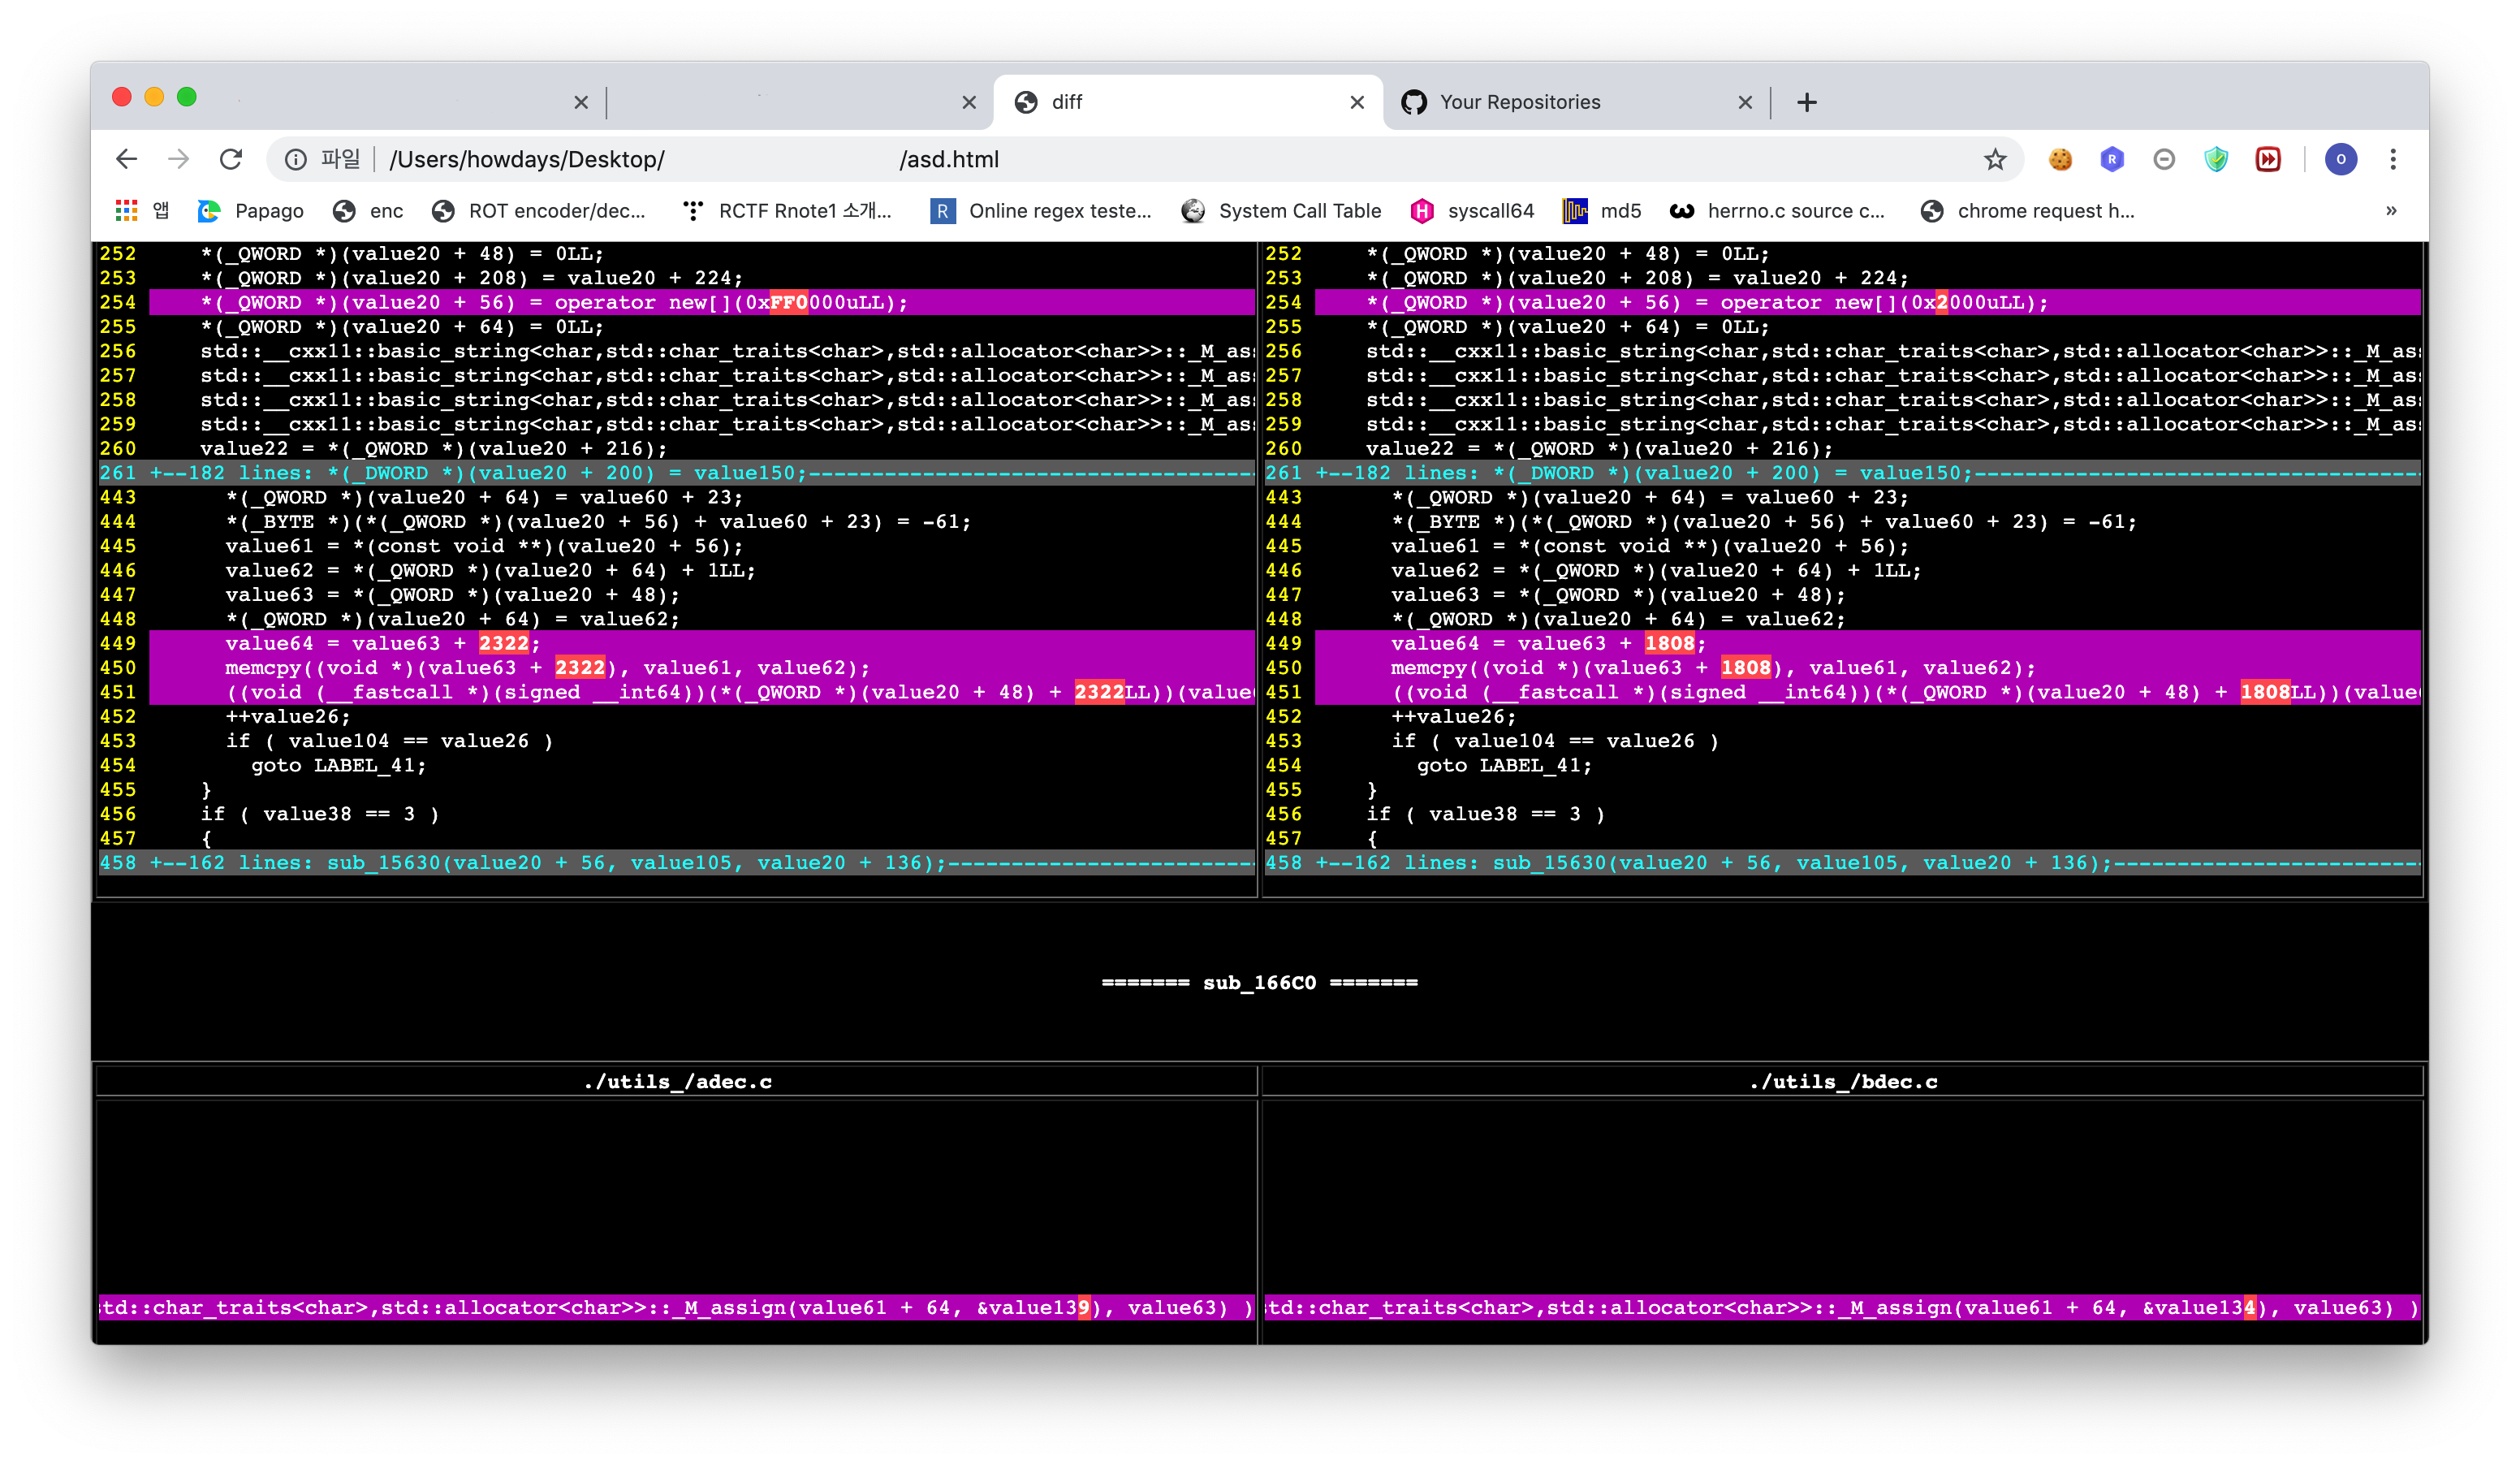 diff
Your Repositories
파일 /Users/howdays/Desktop/ /asd.html
앱 Papago enc ROT encoder/dec... RCTF Rnote1 소개... Online regex teste... System Call Table syscall64 md5 herrno.c source c... chrome request h... »
252 *(_QWORD *)(value20 + 48) = 0LL;
253 *(_QWORD *)(value20 + 208) = value20 + 224;
254 *(_QWORD *)(value20 + 56) = operator new[](0xFF0000uLL);
255 *(_QWORD *)(value20 + 64) = 0LL;
256 std::__cxx11::basic_string<char,std::char_traits<char>,std::allocator<char>>::_M_as
257 std::__cxx11::basic_string<char,std::char_traits<char>,std::allocator<char>>::_M_as
258 std::__cxx11::basic_string<char,std::char_traits<char>,std::allocator<char>>::_M_as
259 std::__cxx11::basic_string<char,std::char_traits<char>,std::allocator<char>>::_M_as
260 value22 = *(_QWORD *)(value20 + 216);
261 +--182 lines: *(_DWORD *)(value20 + 200) = value150;-----------------------------------
443 *(_QWORD *)(value20 + 64) = value60 + 23;
444 *(_BYTE *)(*(_QWORD *)(value20 + 56) + value60 + 23) = -61;
445 value61 = *(const void **)(value20 + 56);
446 value62 = *(_QWORD *)(value20 + 64) + 1LL;
447 value63 = *(_QWORD *)(value20 + 48);
448 *(_QWORD *)(value20 + 64) = value62;
449 value64 = value63 + 2322;
450 memcpy((void *)(value63 + 2322), value61, value62);
451 ((void (__fastcall *)(signed __int64))(*(_QWORD *)(value20 + 48) + 2322LL))(value
452 ++value26;
453 if ( value104 == value26 )
454 goto LABEL_41;
455 }
456 if ( value38 == 3 )
457 {
458 +--162 lines: sub_15630(value20 + 56, value105, value20 + 136);------------------------
252 *(_QWORD *)(value20 + 48) = 0LL;
253 *(_QWORD *)(value20 + 208) = value20 + 224;
254 *(_QWORD *)(value20 + 56) = operator new[](0x2000uLL);
255 *(_QWORD *)(value20 + 64) = 0LL;
256 std::__cxx11::basic_string<char,std::char_traits<char>,std::allocator<char>>::_M_as
257 std::__cxx11::basic_string<char,std::char_traits<char>,std::allocator<char>>::_M_as
258 std::__cxx11::basic_string<char,std::char_traits<char>,std::allocator<char>>::_M_as
259 std::__cxx11::basic_string<char,std::char_traits<char>,std::allocator<char>>::_M_as
260 value22 = *(_QWORD *)(value20 + 216);
261 +--182 lines: *(_DWORD *)(value20 + 200) = value150;-----------------------------------
443 *(_QWORD *)(value20 + 64) = value60 + 23;
444 *(_BYTE *)(*(_QWORD *)(value20 + 56) + value60 + 23) = -61;
445 value61 = *(const void **)(value20 + 56);
446 value62 = *(_QWORD *)(value20 + 64) + 1LL;
447 value63 = *(_QWORD *)(value20 + 48);
448 *(_QWORD *)(value20 + 64) = value62;
449 value64 = value63 + 1808;
450 memcpy((void *)(value63 + 1808), value61, value62);
451 ((void (__fastcall *)(signed __int64))(*(_QWORD *)(value20 + 48) + 1808LL))(value
452 ++value26;
453 if ( value104 == value26 )
454 goto LABEL_41;
455 }
456 if ( value38 == 3 )
457 {
458 +--162 lines: sub_15630(value20 + 56, value105, value20 + 136);------------------------
======= sub_166C0 =======
./utils_/adec.c
./utils_/bdec.c
std::char_traits<char>,std::allocator<char>>::_M_assign(value61 + 64, &value139), value63) )
std::char_traits<char>,std::allocator<char>>::_M_assign(value61 + 64, &value134), value63) )